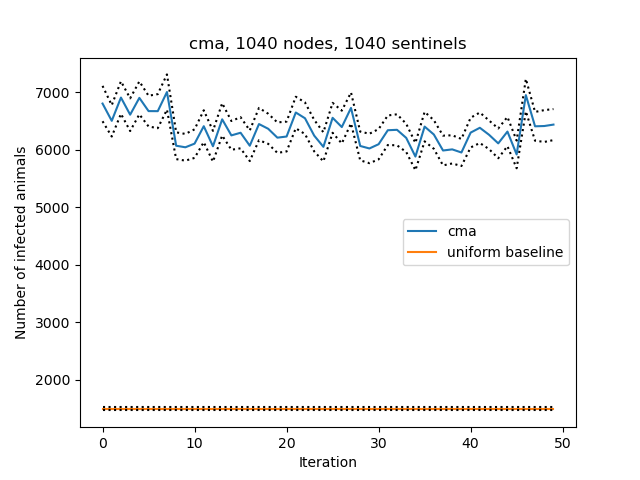 cma, 1040 nodes, 1040 sentinels
Number of infected animals
7000
6000
5000
4000
3000
2000
cma
uniform baseline
0
10
20
30
40
50
Iteration